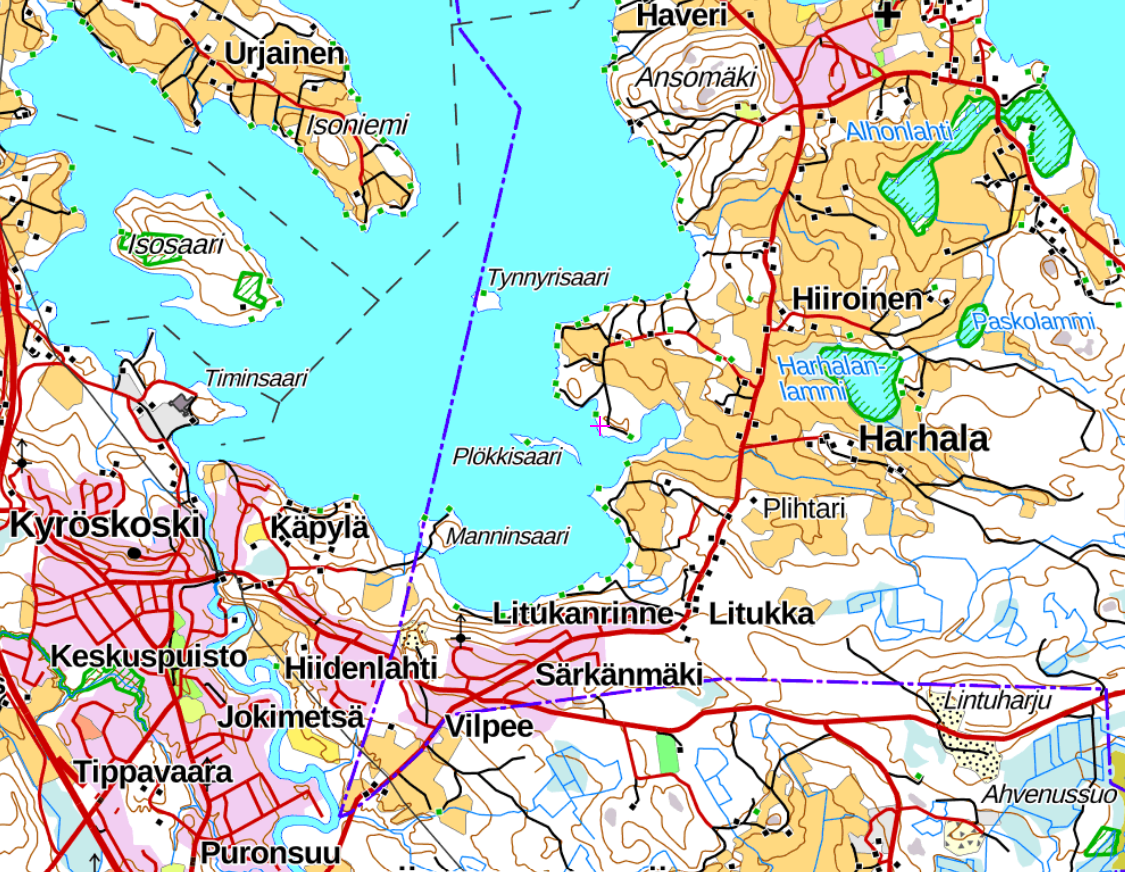 Haveri
Urjainen
Ansomäki
Isoniemi
Alhonlahti
Isosaari
Tynnyrisaari
Hiiroinen
Paskolammi
Harhalan-
lammi
Timinsaari
Harhala
Plökkisaari
Plihtari
Kyröskoski
Käpylä
Manninsaari
Litukanrinne
Litukka
Keskuspuisto
Hiidenlahti
Särkänmäki
Lintuharju
Jokimetsä
Vilpee
Tippavaara
Ahvenussuo
Puronsuu